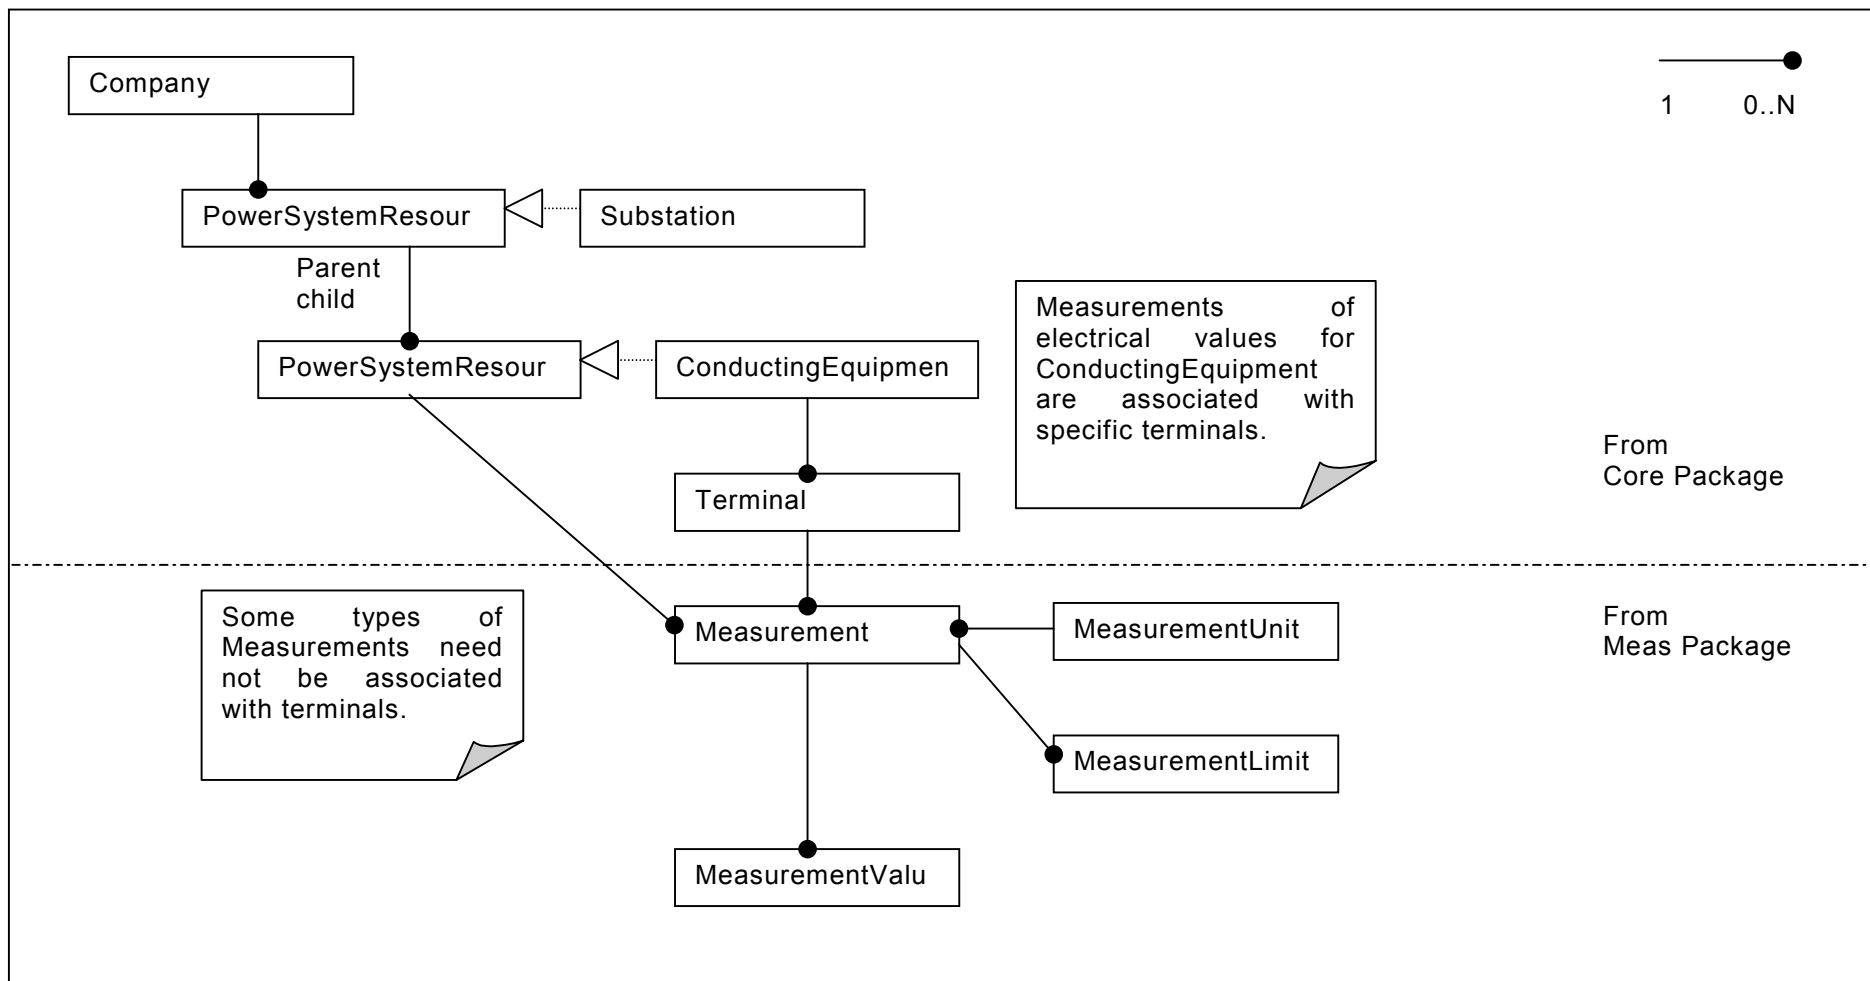 Company
1 0..N
PowerSystemResour
Substation
Parent
child
PowerSystemResour
ConductingEquipmen
Measurements of
electrical values for
ConductingEquipment
are associated with
specific terminals.
From
Core Package
Terminal
Some types of
Measurements need
not be associated
with terminals.
Measurement
MeasurementUnit
From
Meas Package
MeasurementLimit
MeasurementValu